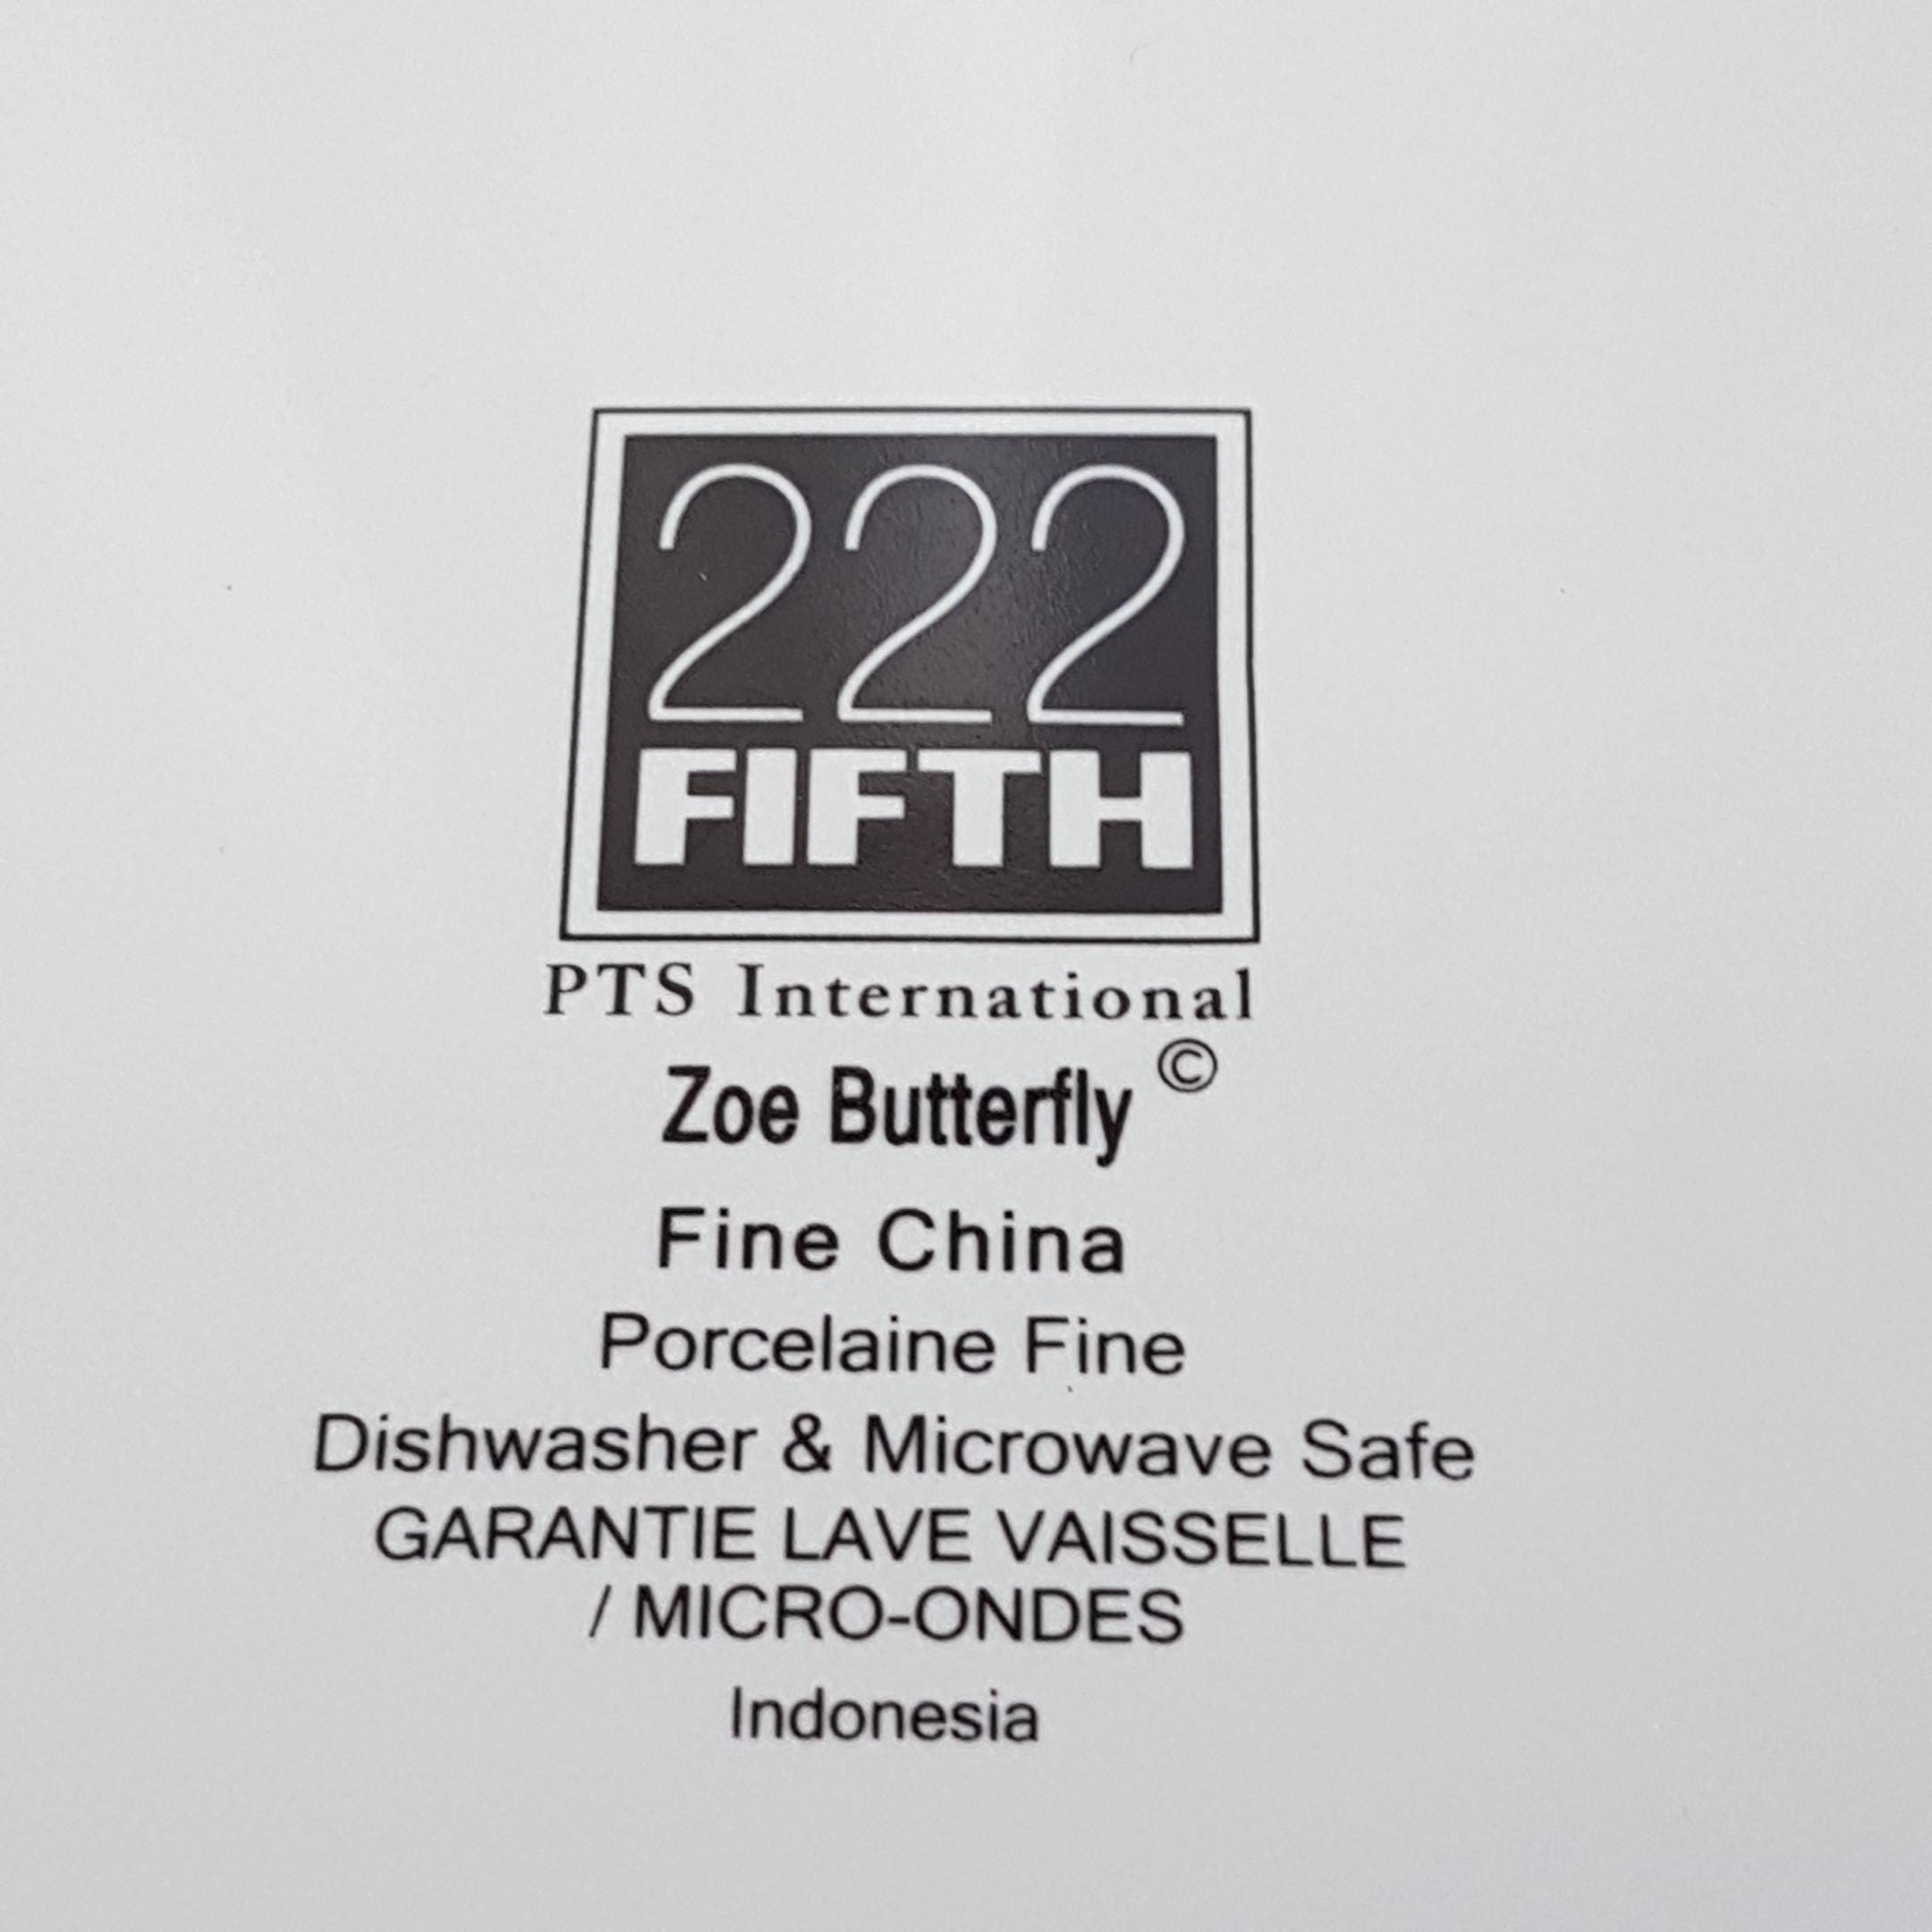 222
FIFTH
PTS International
Zoe Butterfly ©
Fine China
Porcelaine Fine
Dishwasher & Microwave Safe
GARANTIE LAVE VAISSELLE
/ MICRO-ONDES
Indonesia